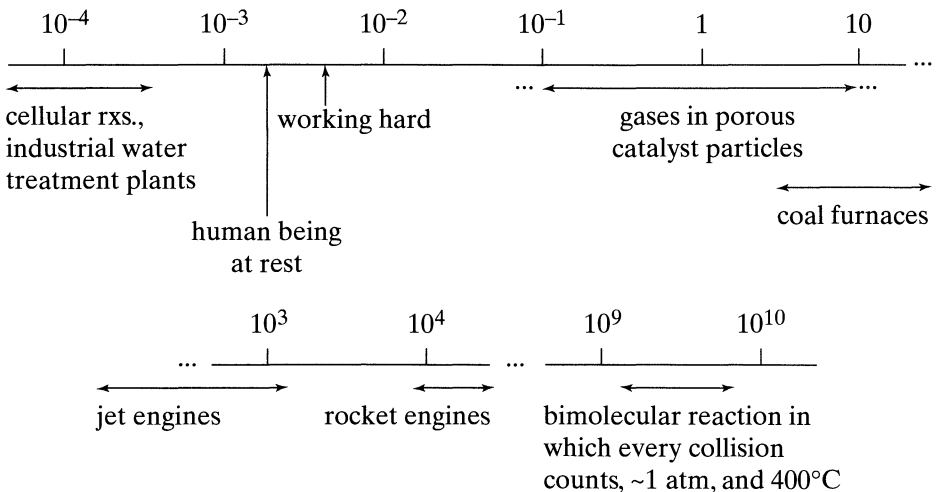 10⁻⁴ 10⁻³ 10⁻² 10⁻¹ 1 10
...
... ...
cellular rxs.,
industrial water
treatment plants
working hard
gases in porous
catalyst particles
coal furnaces
human being
at rest
10³ 10⁴ 10⁹ 10¹⁰
... ...
jet engines
rocket engines
bimolecular reaction in
which every collision
counts, ~1 atm, and 400°C